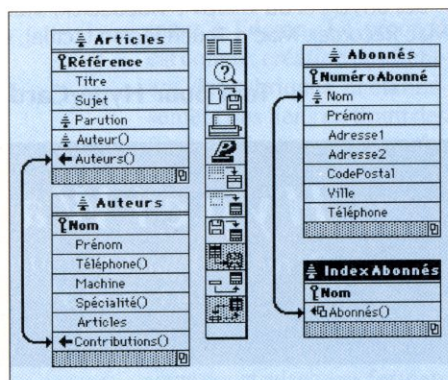 Articles
Référence
Titre
Sujet
Parution
Auteur()
Auteurs()
Auteurs
Nom
Prénom
Téléphone()
Machine
Spécialité()
Articles
Contributions()
Abonnés
NuméroAbonné
Nom
Prénom
Adresse1
Adresse2
CodePostal
Ville
Téléphone
IndexAbonnés
Nom
Abonnés()